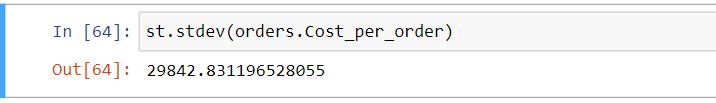 In [64]: st.stdev(orders.Cost_per_order)
Out[64]: 29842.831196528055